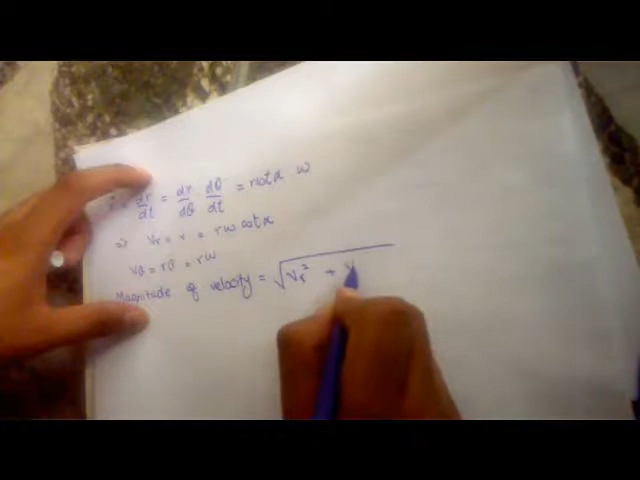 = dr/dt = dr/dθ dθ/dt = r cot α ω
⇒ Vr = r = rω cot α
Vθ = rθ = rω
Magnitude of velocity = √Vr² + V